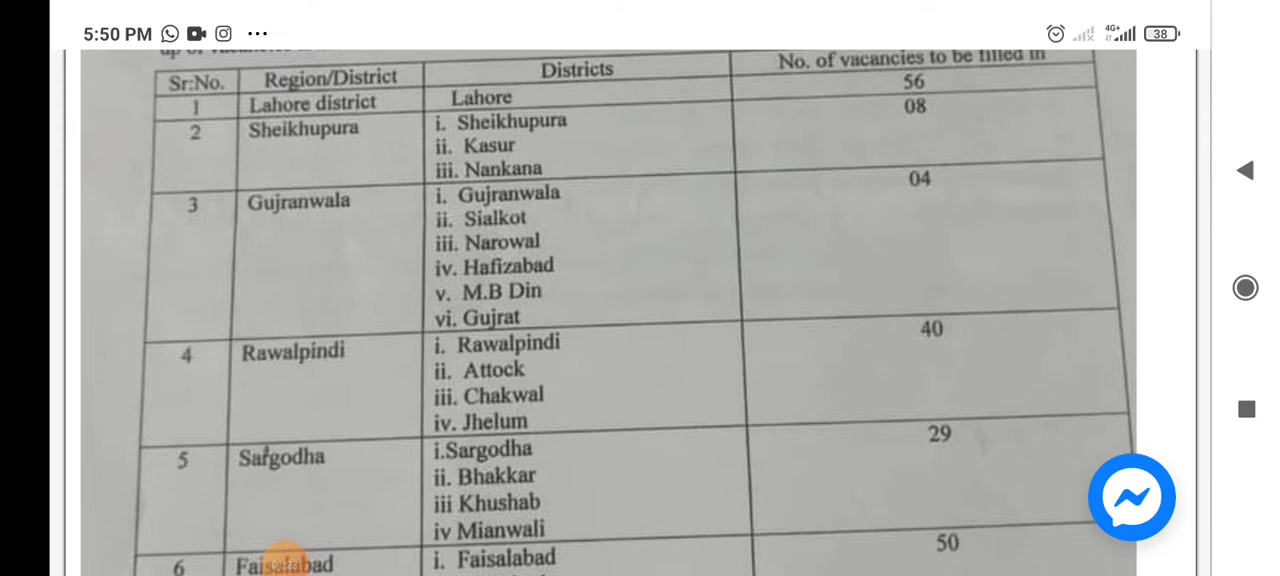 5:50 PM
4G+
38
Sr:No. Region/District Districts No. of vacancies to be filled in
1 Lahore district Lahore 56
2 Sheikhupura i. Sheikhupura 08
ii. Kasur
iii. Nankana
3 Gujranwala i. Gujranwala 04
ii. Sialkot
iii. Narowal
iv. Hafizabad
v. M.B Din
vi. Gujrat
4 Rawalpindi i. Rawalpindi 40
ii. Attock
iii. Chakwal
iv. Jhelum
5 Sargodha i.Sargodha 29
ii. Bhakkar
iii Khushab
iv Mianwali
6 Faisalabad i. Faisalabad 50